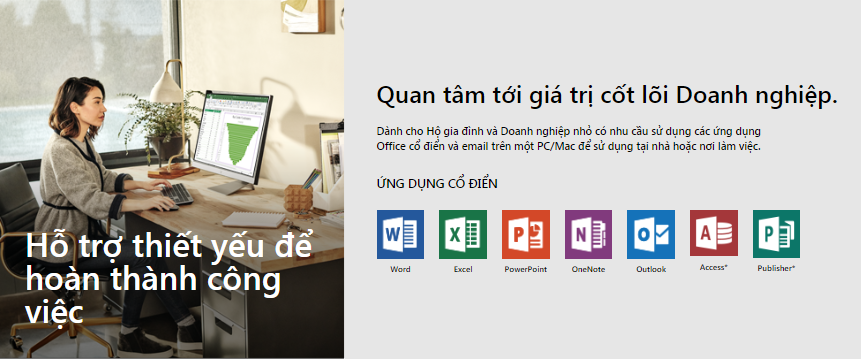 Hỗ trợ thiết yếu để
hoàn thành công
việc
Quan tâm tới giá trị cốt lõi Doanh nghiệp.
Dành cho Hộ gia đình và Doanh nghiệp nhỏ có nhu cầu sử dụng các ứng dụng
Office cổ điển và email trên một PC/Mac để sử dụng tại nhà hoặc nơi làm việc.
ỨNG DỤNG CỔ ĐIỂN
W X P N O A P
Word Excel PowerPoint OneNote Outlook Access* Publisher*